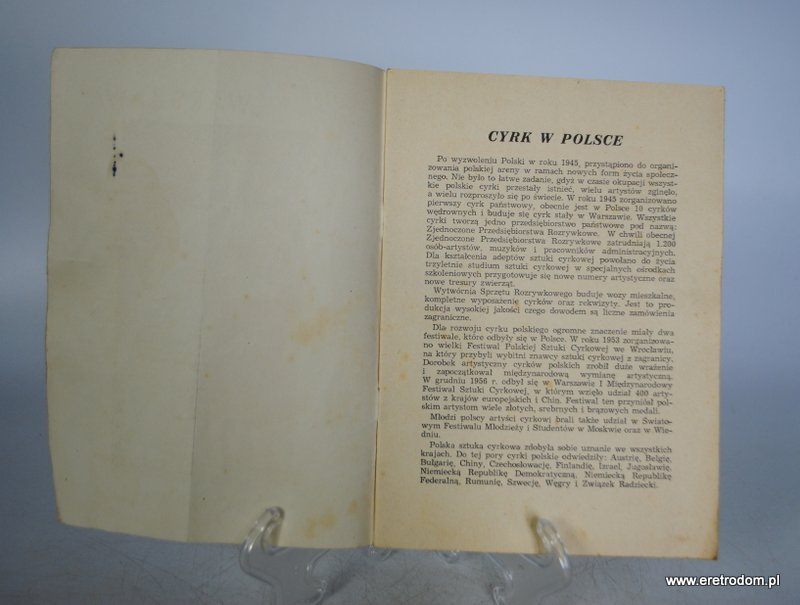 CYRK W POLSCE
Po wyzwoleniu Polski w roku 1945, przystąpiono do organi-
zowania polskiej areny w ramach nowych form życia społecz-
nego. Nie było to łatwe zadanie, gdyż w czasie okupacji wszyst-
kie polskie cyrki przestały istnieć, wielu artystów zginęło,
a wielu rozproszyło się po świecie. W roku 1945 zorganizowano
pierwszy cyrk państwowy, obecnie jest w Polsce 10 cyrków
wędrownych i buduje się cyrk stały w Warszawie. Wszystkie
cyrki tworzą jedno przedsiębiorstwo państwowe pod nazwą:
Zjednoczone Przedsiębiorstwa Rozrywkowe. W chwili obecnej
Zjednoczone Przedsiębiorstwa Rozrywkowe zatrudniają 1.200
osób-artystów, muzyków i pracowników administracyjnych.
Dla kształcenia adeptów sztuki cyrkowej powołano do życia
trzyletnie studium sztuki cyrkowej w specjalnych ośrodkach
szkoleniowych przygotowuje się nowe numery artystyczne oraz
nowe tresury zwierząt.
Wytwórnia Sprzętu Rozrywkowego buduje wozy mieszkalne,
kompletne wyposażenie cyrków oraz rekwizyty. Jest to pro-
dukcja wysokiej jakości czego dowodem są liczne zamówienia
zagraniczne.
Dla rozwoju cyrku polskiego ogromne znaczenie miały dwa
festiwale, które odbyły się w Polsce. W roku 1953 zorganizowa-
no wielki Festiwal Polskiej Sztuki Cyrkowej we Wrocławiu,
na który przybyli wybitni znawcy sztuki cyrkowej z zagranicy.
Dorobek artystyczny cyrków polskich zrobił duże wrażenie
i zapoczątkował międzynarodową wymianę artystyczną.
W grudniu 1956 r. odbył się w Warszawie I Międzynarodowy
Festiwal Sztuki Cyrkowej, w którym wzięło udział 400 arty-
stów z krajów europejskich i Chin. Festiwal ten przyniósł pol-
skim artystom wiele złotych, srebrnych i brązowych medali.
Młodzi polscy artyści cyrkowi brali także udział w Świato-
wym Festiwalu Młodzieży i Studentów w Moskwie oraz w Wie-
dniu.
Polska sztuka cyrkowa zdobyła sobie uznanie we wszystkich
krajach. Do tej pory cyrki polskie odwiedziły: Austrię, Belgię,
Bułgarię, Chiny, Czechosłowację, Finlandię, Izrael, Jugosławię,
Niemiecką Republikę Demokratyczną, Niemiecką Republikę
Federalną, Rumunię, Szwecję, Węgry i Związek Radziecki.
www.eretrodom.pl